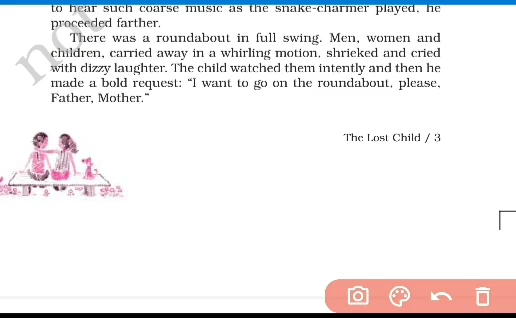 to hear such coarse music as the snake-charmer played, he
proceeded farther.
There was a roundabout in full swing. Men, women and
children, carried away in a whirling motion, shrieked and cried
with dizzy laughter. The child watched them intently and then he
made a bold request: “I want to go on the roundabout, please,
Father, Mother.”
The Lost Child / 3
not